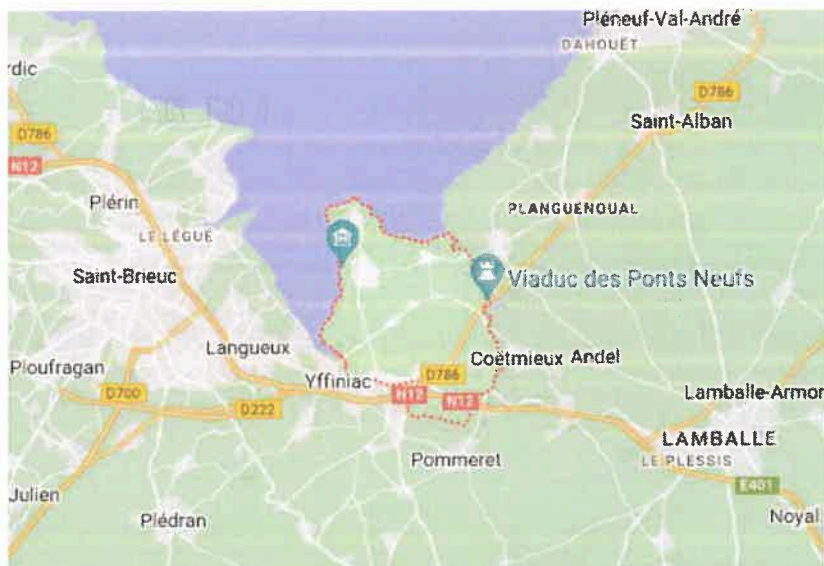 Pléneuf-Val-André
DAHOUËT
rdic
D786
D786
Saint-Alban
N12
Plérin
PLANGUENOUAL
LE LÉGUÉ
Saint-Brieuc
Viaduc des Ponts Neufs
Langueux
Coëtmieux Andel
Ploufragan
D786
Yffiniac
D700
N12
N12
Lamballe-Armor
D222
LAMBALLE
Pommeret
LE PLESSIS
E401
Julien
Plédran
Noyal